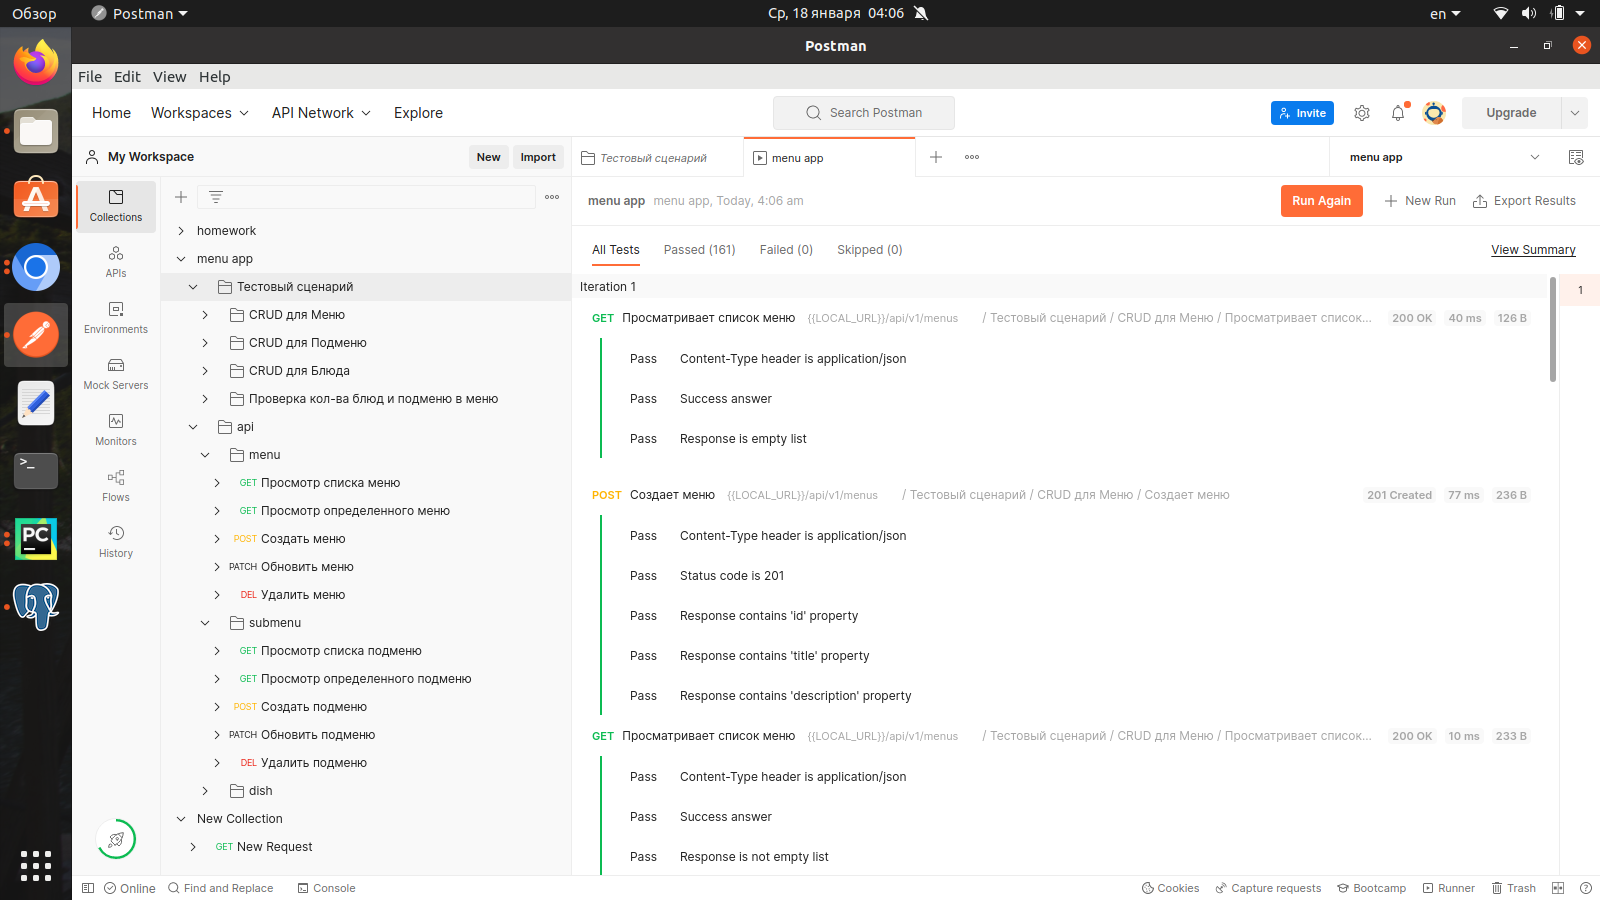 Обзор
Postman
Ср, 18 января 04:06
en
Postman
File Edit View Help
Home Workspaces API Network Explore
Search Postman
Invite
Upgrade
My Workspace
New Import
Тестовый сценарий
menu app
menu app
Collections
APIs
Environments
Mock Servers
Monitors
Flows
History
homework
menu app
Тестовый сценарий
CRUD для Меню
CRUD для Подменю
CRUD для Блюда
Проверка кол-ва блюд и подменю в меню
api
menu
GET Просмотр списка меню
GET Просмотр определенного меню
POST Создать меню
PATCH Обновить меню
DEL Удалить меню
submenu
GET Просмотр списка подменю
GET Просмотр определенного подменю
POST Создать подменю
PATCH Обновить подменю
DEL Удалить подменю
dish
New Collection
GET New Request
menu app menu app, Today, 4:06 am
Run Again
New Run
Export Results
All Tests Passed (161) Failed (0) Skipped (0)
View Summary
Iteration 1
1
GET Просматривает список меню {{LOCAL_URL}}/api/v1/menus / Тестовый сценарий / CRUD для Меню / Просматривает список... 200 OK 40 ms 126 B
Pass Content-Type header is application/json
Pass Success answer
Pass Response is empty list
POST Создает меню {{LOCAL_URL}}/api/v1/menus / Тестовый сценарий / CRUD для Меню / Создает меню 201 Created 77 ms 236 B
Pass Content-Type header is application/json
Pass Status code is 201
Pass Response contains 'id' property
Pass Response contains 'title' property
Pass Response contains 'description' property
GET Просматривает список меню {{LOCAL_URL}}/api/v1/menus / Тестовый сценарий / CRUD для Меню / Просматривает список... 200 OK 10 ms 233 B
Pass Content-Type header is application/json
Pass Success answer
Pass Response is not empty list
Online Find and Replace Console
Cookies Capture requests Bootcamp Runner Trash
PC